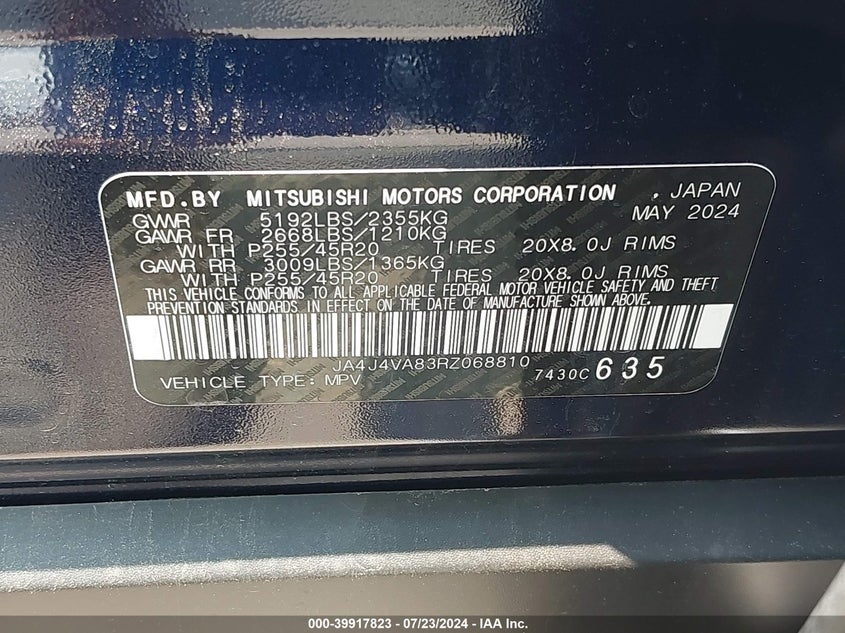 MFD.BY MITSUBISHI MOTORS CORPORATION , JAPAN
GVWR 5192LBS/2355KG MAY 2024
GAWR FR 2668LBS/1210KG
WITH P255/45R20 TIRES 20X8.0J RIMS
GAWR RR 3009LBS/1365KG
WITH P255/45R20 TIRES 20X8.0J RIMS
THIS VEHICLE CONFORMS TO ALL APPLICABLE FEDERAL MOTOR VEHICLE SAFETY AND THEFT
PREVENTION STANDARDS IN EFFECT ON THE DATE OF MANUFACTURE SHOWN ABOVE.
JA4J4VA83RZ068810
VEHICLE TYPE: MPV 7430C 635
000-39917823 / 07/23/2024 - IAA Inc.